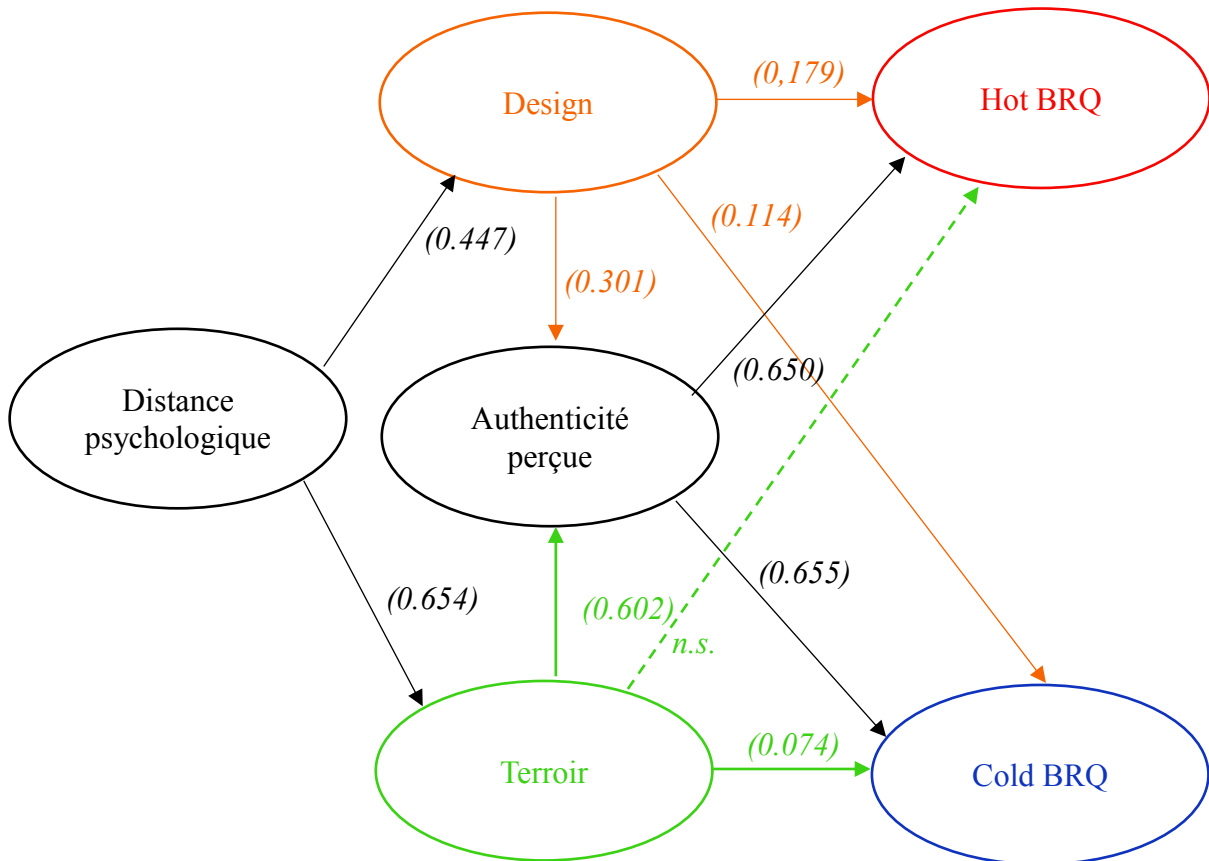 Design
(0,179)
Hot BRQ
(0.447)
(0.114)
(0.301)
Distance
psychologique
Authenticité
perçue
(0.650)
(0.654)
(0.602)
(0.655)
n.s.
Terroir
(0.074)
Cold BRQ